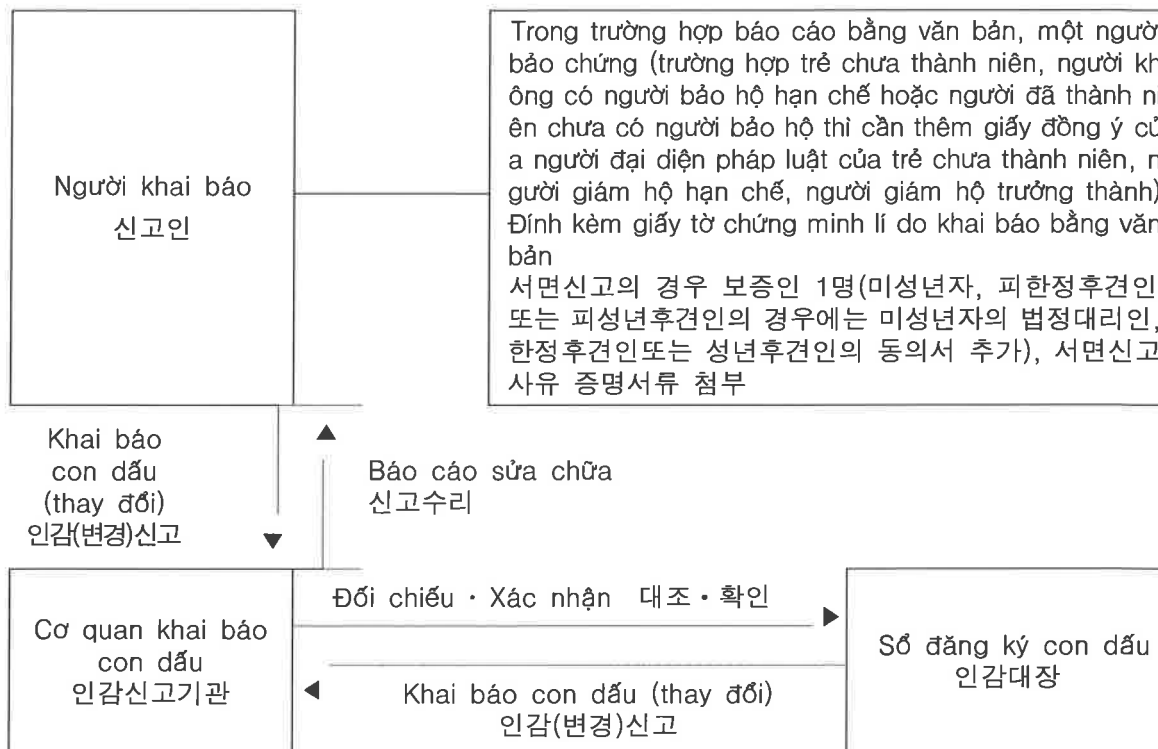 Người khai báo
신고인
Trong trường hợp báo cáo bằng văn bản, một ngườ
bảo chứng (trường hợp trẻ chưa thành niên, người kh
ông có người bảo hộ hạn chế hoặc người đã thành ni
ên chưa có người bảo hộ thì cần thêm giấy đồng ý củ
a người đại diện pháp luật của trẻ chưa thành niên, n
gười giám hộ hạn chế, người giám hộ trưởng thành)
Đính kèm giấy tờ chứng minh lí do khai báo bằng văn
bản
서면신고의 경우 보증인 1명(미성년자, 피한정후견인
또는 피성년후견인의 경우에는 미성년자의 법정대리인,
한정후견인또는 성년후견인의 동의서 추가), 서면신고
사유 증명서류 첨부
Khai báo
con dấu
(thay đổi)
인감(변경)신고
Báo cáo sửa chữa
신고수리
Cơ quan khai báo
con dấu
인감신고기관
Đối chiếu · Xác nhận 대조·확인
Khai báo con dấu (thay đổi)
인감(변경)신고
Sổ đăng ký con dấu
인감대장